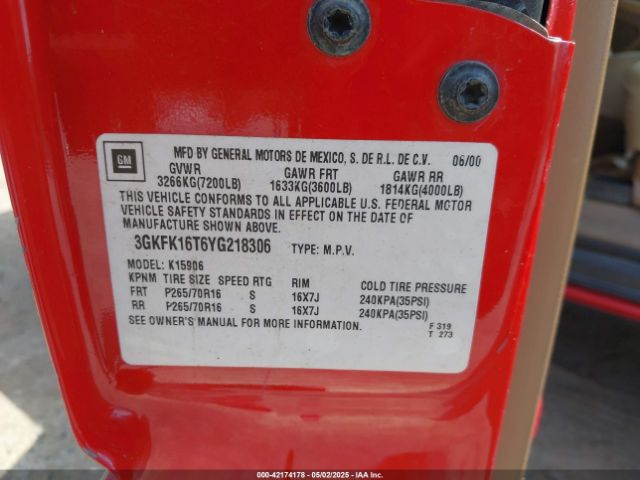 GM
MFD BY GENERAL MOTORS DE MEXICO, S. DE R.L. DE C.V. 06/00
GVWR GAWR FRT GAWR RR
3266KG(7200LB) 1633KG(3600LB) 1814KG(4000LB)
THIS VEHICLE CONFORMS TO ALL APPLICABLE U.S. FEDERAL MOTOR
VEHICLE SAFETY STANDARDS IN EFFECT ON THE DATE OF
MANUFACTURE SHOWN ABOVE.
3GKFK16T6YG218306 TYPE: M.P.V.
MODEL: K15906
KPNM TIRE SIZE SPEED RTG RIM COLD TIRE PRESSURE
FRT P265/70R16 S 16X7J 240KPA(35PSI)
RR P265/70R16 S 16X7J 240KPA(35PSI)
SEE OWNER'S MANUAL FOR MORE INFORMATION.
F 319
T 273
000-42174178 - 05/02/2025 - IAAI.COM